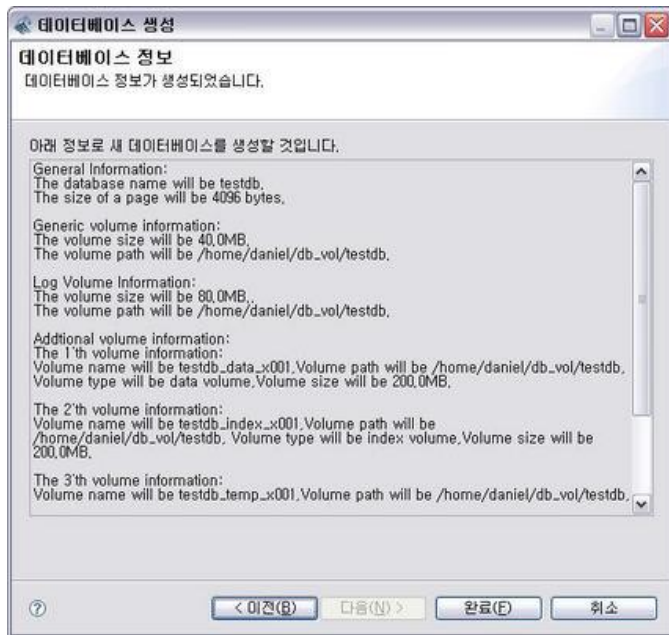 데이터베이스 생성
데이터베이스 정보
데이터베이스 정보가 생성되었습니다.
아래 정보로 새 데이터베이스를 생성할 것입니다.
General Information:
The database name will be testdb.
The size of a page will be 4096 bytes.
Generic volume information:
The volume size will be 40.0MB.
The volume path will be /home/daniel/db_vol/testdb.
Log Volume Information:
The volume size will be 80.0MB..
The volume path will be /home/daniel/db_vol/testdb.
Addtional volume information:
The 1'th volume information:
Volume name will be testdb_data_x001.Volume path will be /home/daniel/db_vol/testdb.
Volume type will be data volume.Volume size will be 200.0MB.
The 2'th volume information:
Volume name will be testdb_index_x001.Volume path will be
/home/daniel/db_vol/testdb. Volume type will be index volume.Volume size will be
200.0MB.
The 3'th volume information:
Volume name will be testdb_temp_x001.Volume path will be /home/daniel/db_vol/testdb.
< 이전(B) 다음(N) > 완료(F) 취소